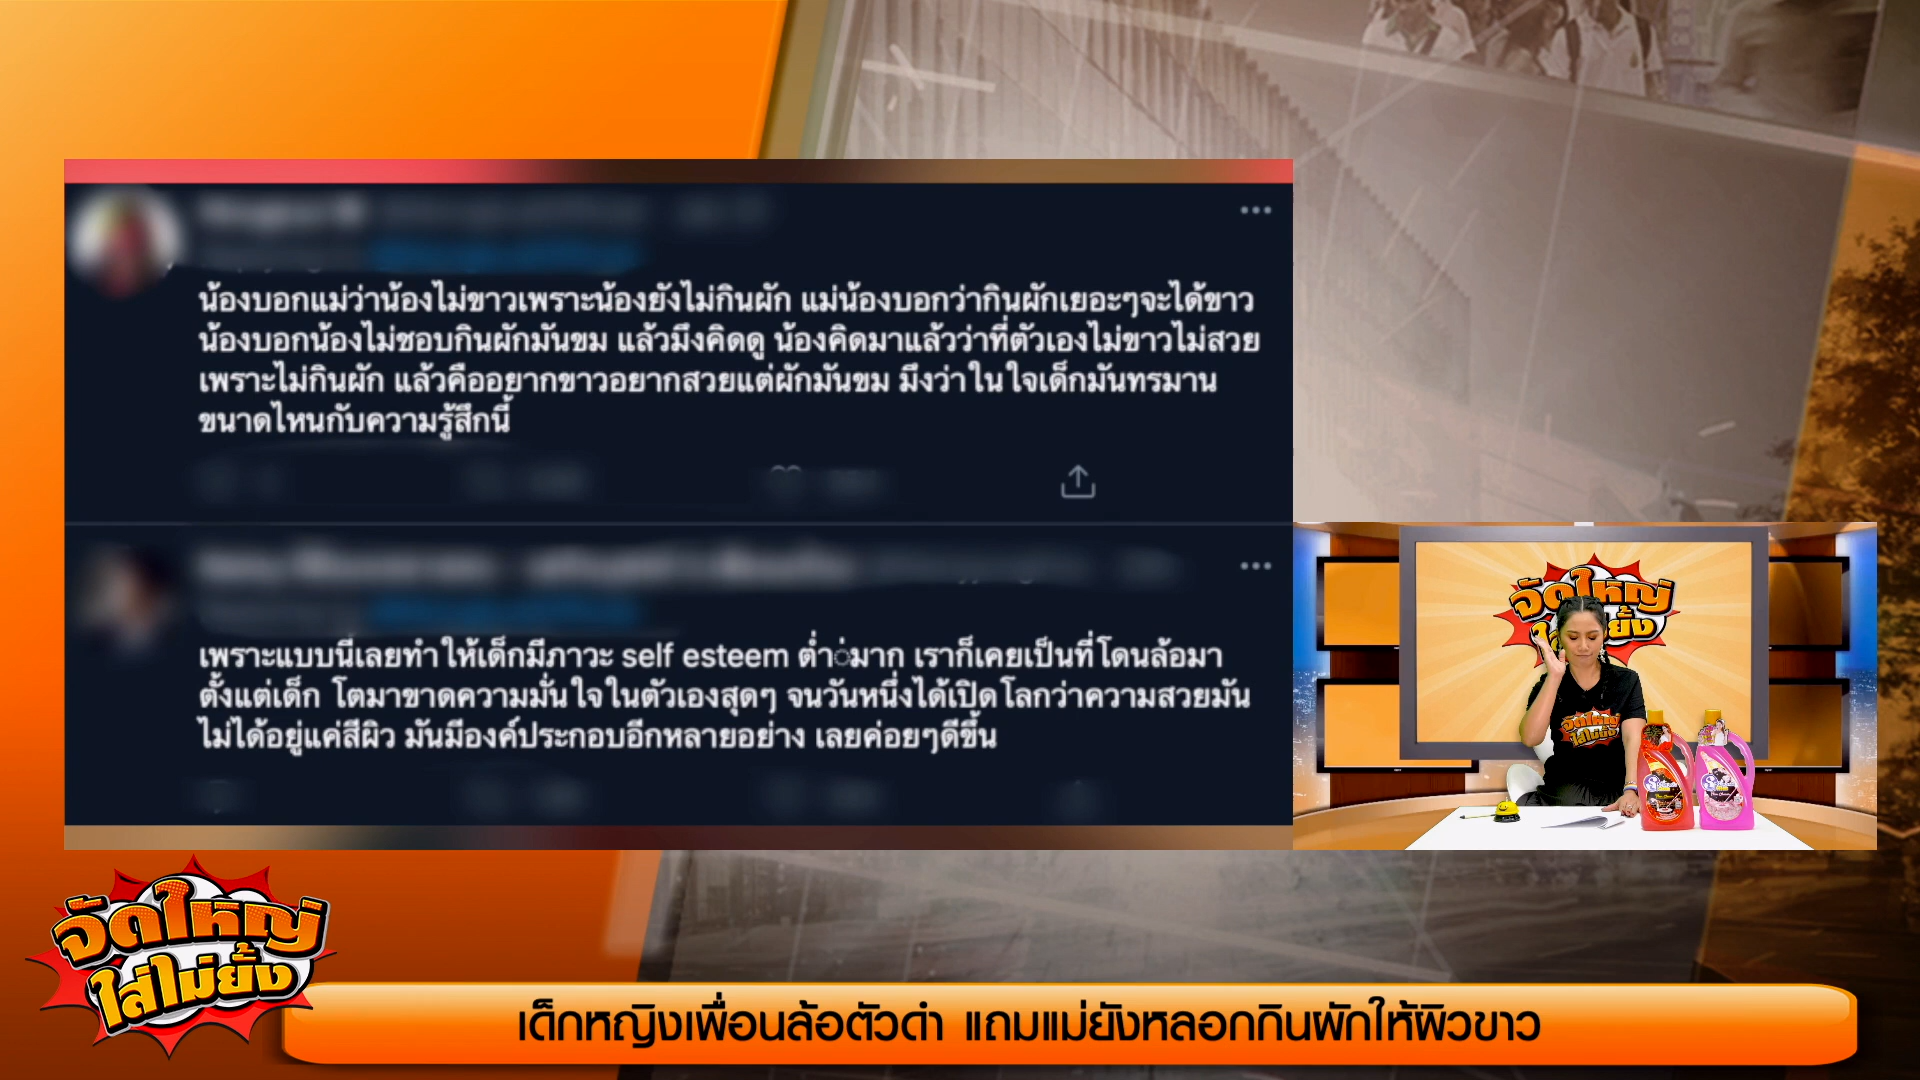 น้องบอกแม่ว่าน้องไม่ขาวเพราะน้องยังไม่กินผัก แม่น้องบอกว่ากินผักเยอะๆจะได้ขาว
น้องบอกน้องไม่ชอบกินผักมันขม แล้วมึงคิดดู น้องคิดมาแล้วว่าที่ตัวเองไม่ขาวไม่สวย
เพราะไม่กินผัก แล้วคืออยากขาวอยากสวยแต่ผักมันขม มึงว่าในใจเด็กมันทรมาน
ขนาดไหนกับความรู้สึกนี้
เพราะแบบนี้เลยทำให้เด็กมีภาวะ self esteem ต่ำ่มาก เราก็เคยเป็นที่โดนล้อมา
ตั้งแต่เด็ก โตมาขาดความมั่นใจในตัวเองสุดๆ จนวันหนึ่งได้เปิดโลกว่าความสวยมัน
ไม่ได้อยู่แค่สีผิว มันมีองค์ประกอบอีกหลายอย่าง เลยค่อยๆดีขึ้น
จัดใหญ่
ใส่ไม่ยั้ง
จัดใหญ่
ใส่ไม่ยั้ง
เด็กหญิงเพื่อนล้อตัวดำ แถมแม่ยังหลอกกินผักให้ผิวขาว